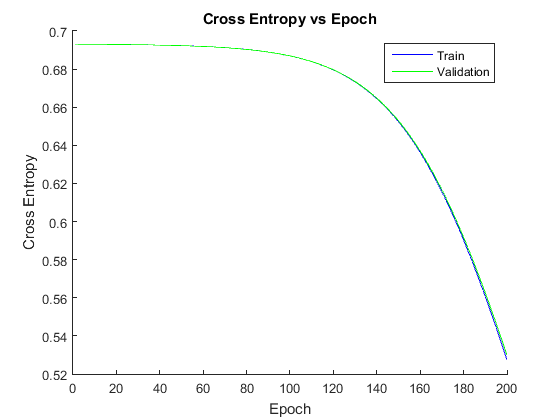 Cross Entropy vs Epoch
Train
Validation
Cross Entropy
0.7
0.68
0.66
0.64
0.62
0.6
0.58
0.56
0.54
0.52
0 20 40 60 80 100 120 140 160 180 200
Epoch